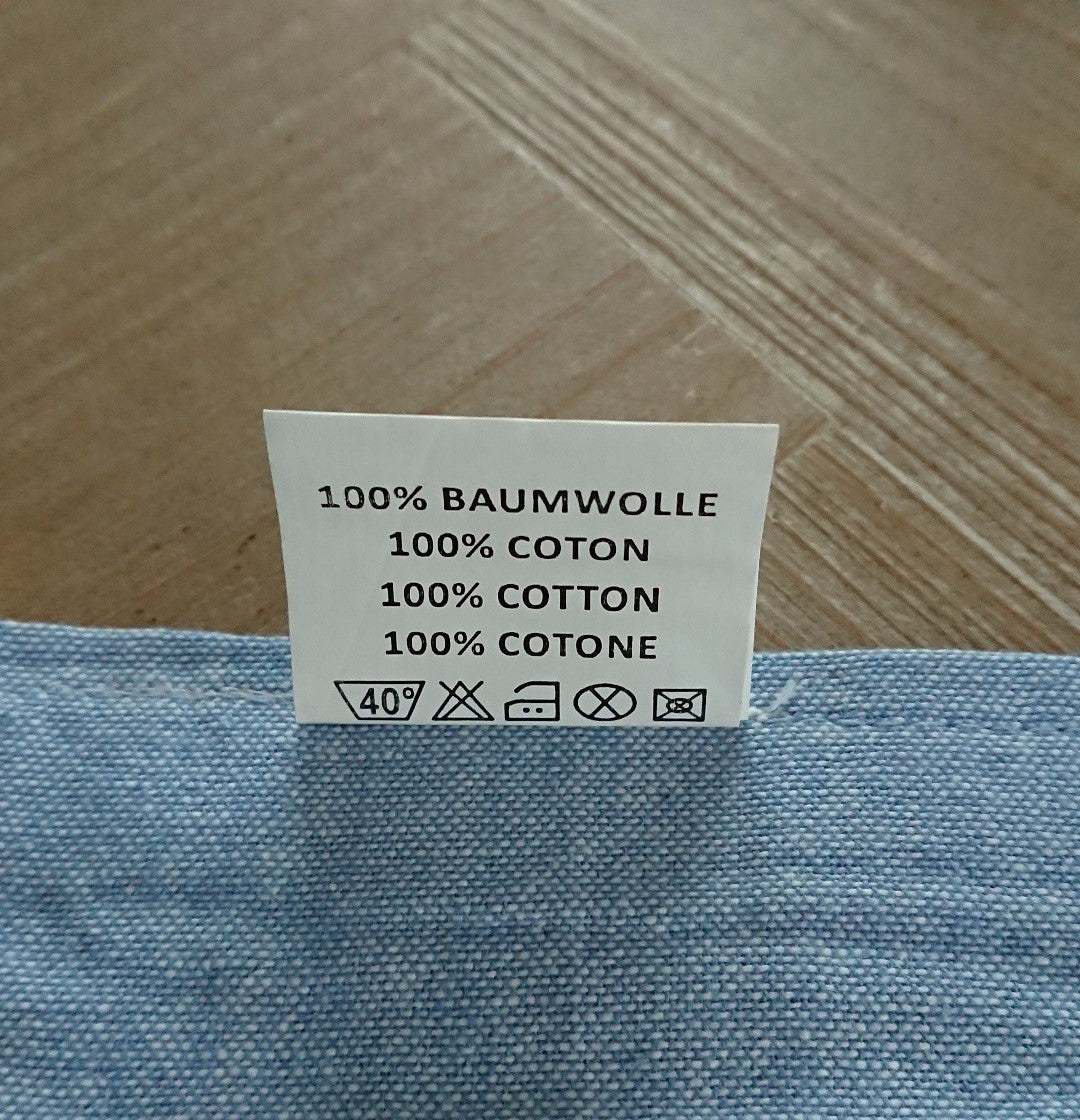 100% BAUMWOLLE
100% COTON
100% COTTON
100% COTONE
40°